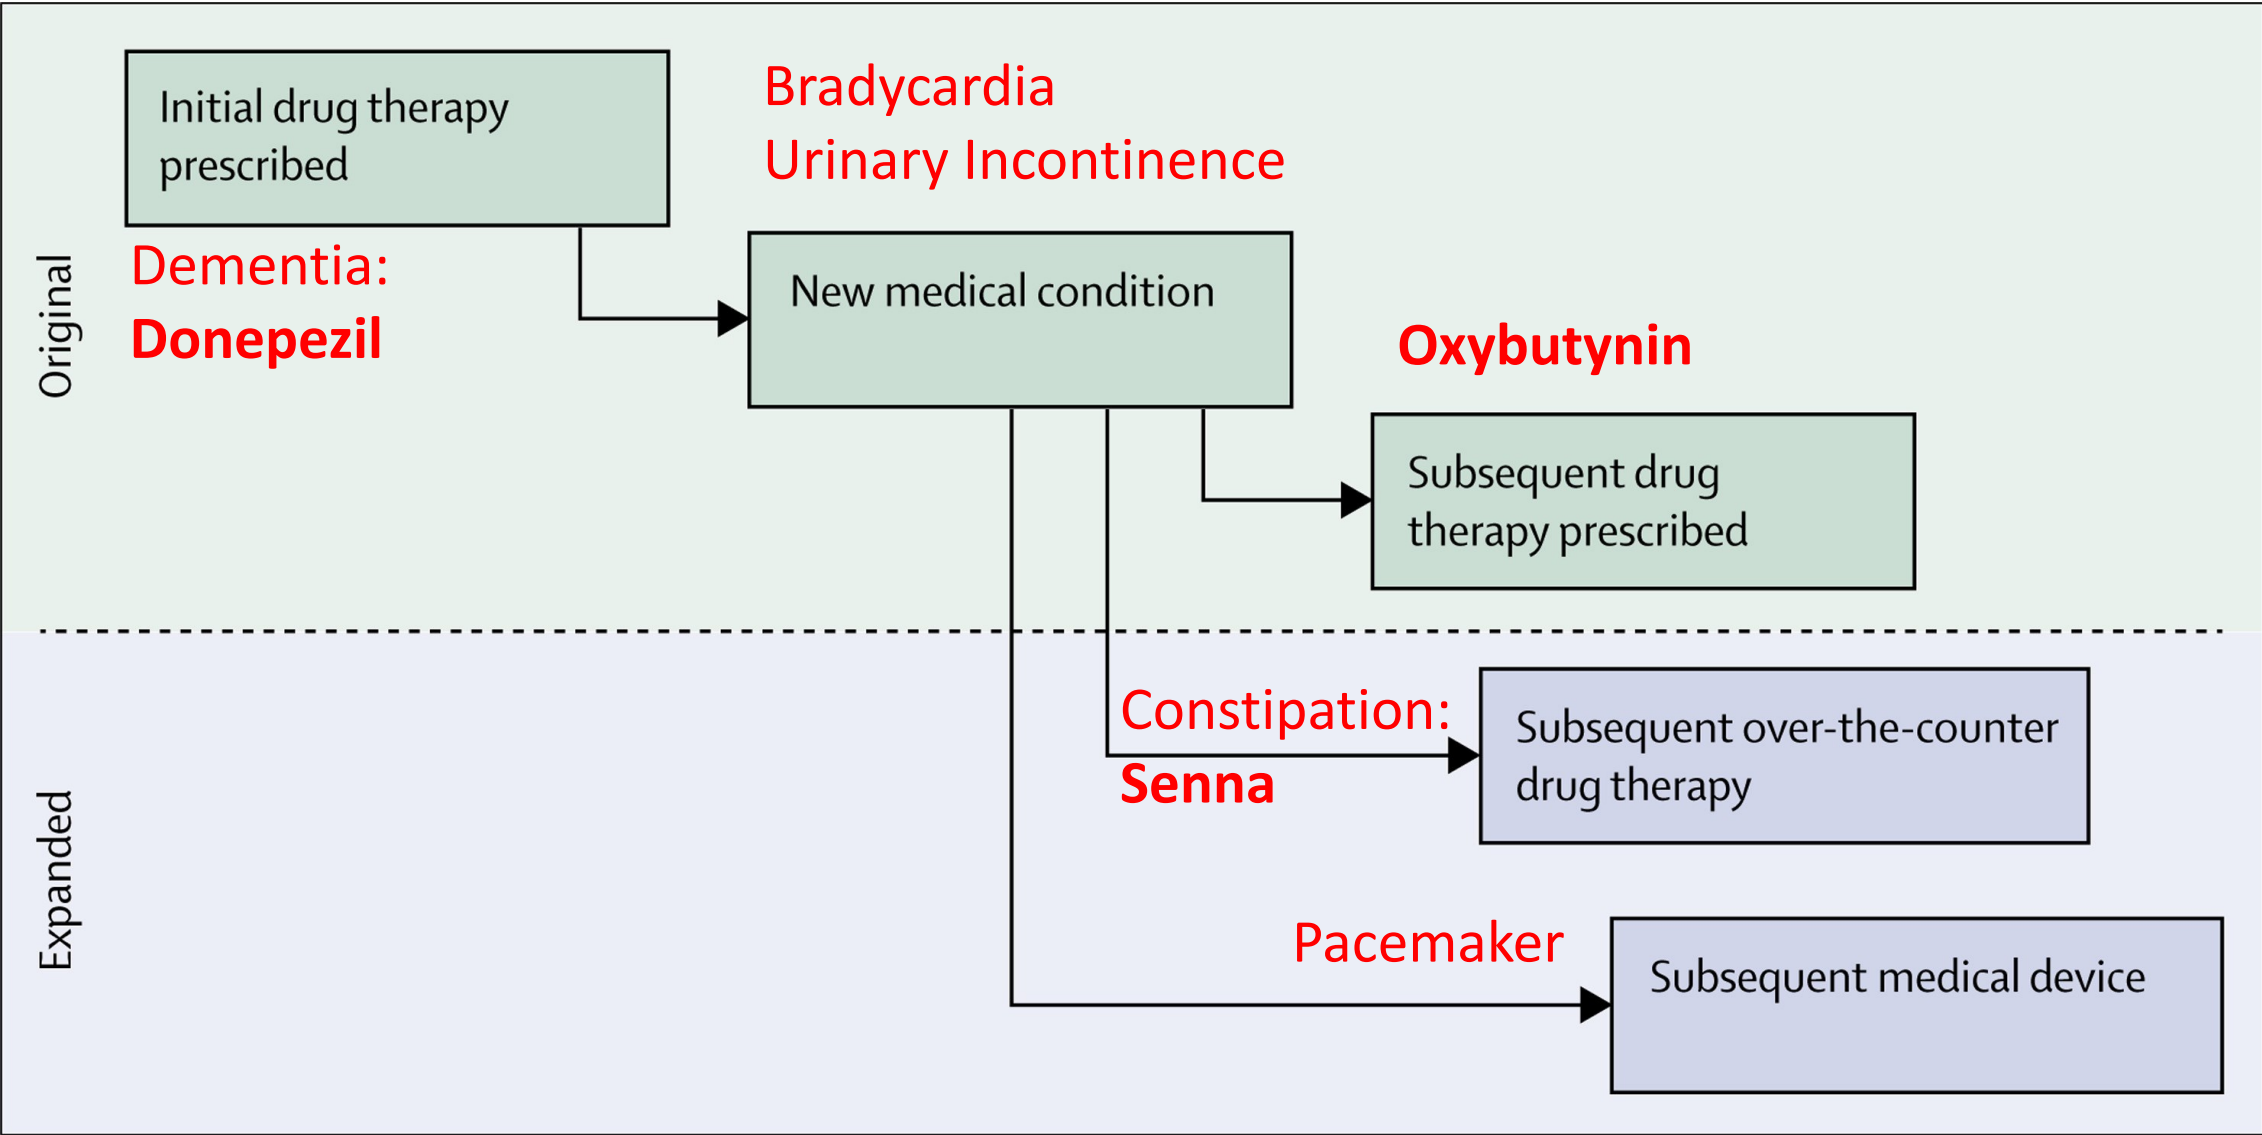 Original
Initial drug therapy
prescribed
Dementia:
Donepezil
Bradycardia
Urinary Incontinence
New medical condition
Oxybutynin
Subsequent drug
therapy prescribed
Expanded
Constipation:
Senna
Subsequent over-the-counter
drug therapy
Pacemaker
Subsequent medical device